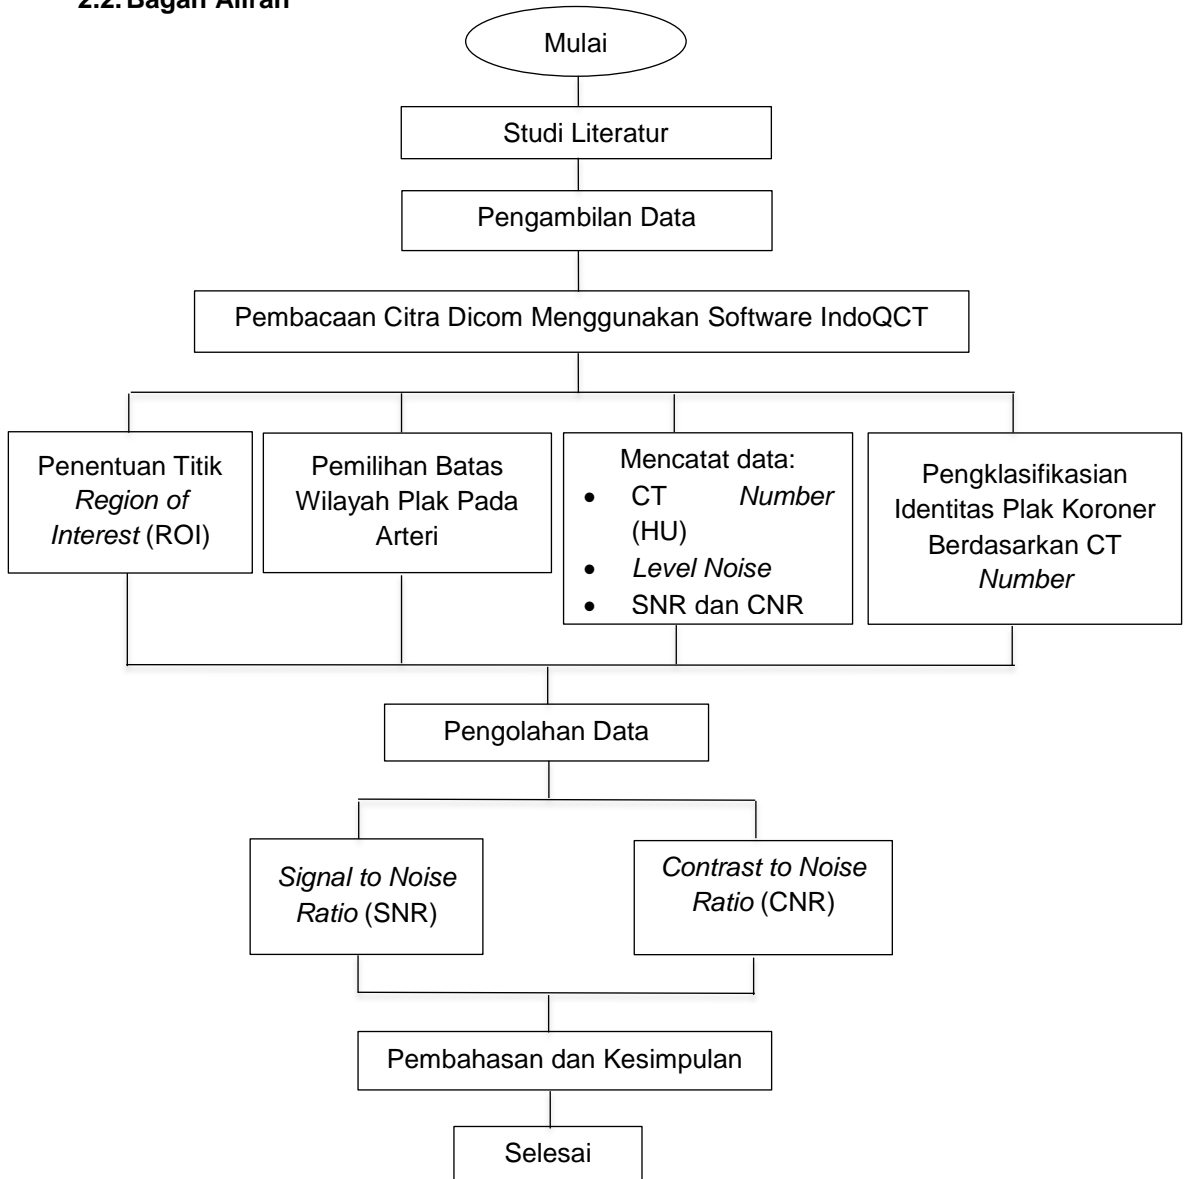 2.2. Bagan Aliran
Mulai
Studi Literatur
Pengambilan Data
Pembacaan Citra Dicom Menggunakan Software IndoQCT
Penentuan Titik
Region of
Interest (ROI)
Pemilihan Batas
Wilayah Plak Pada
Arteri
Mencatat data:
• CT Number
(HU)
• Level Noise
• SNR dan CNR
Pengklasifikasian
Identitas Plak Koroner
Berdasarkan CT
Number
Pengolahan Data
Signal to Noise
Ratio (SNR)
Contrast to Noise
Ratio (CNR)
Pembahasan dan Kesimpulan
Selesai